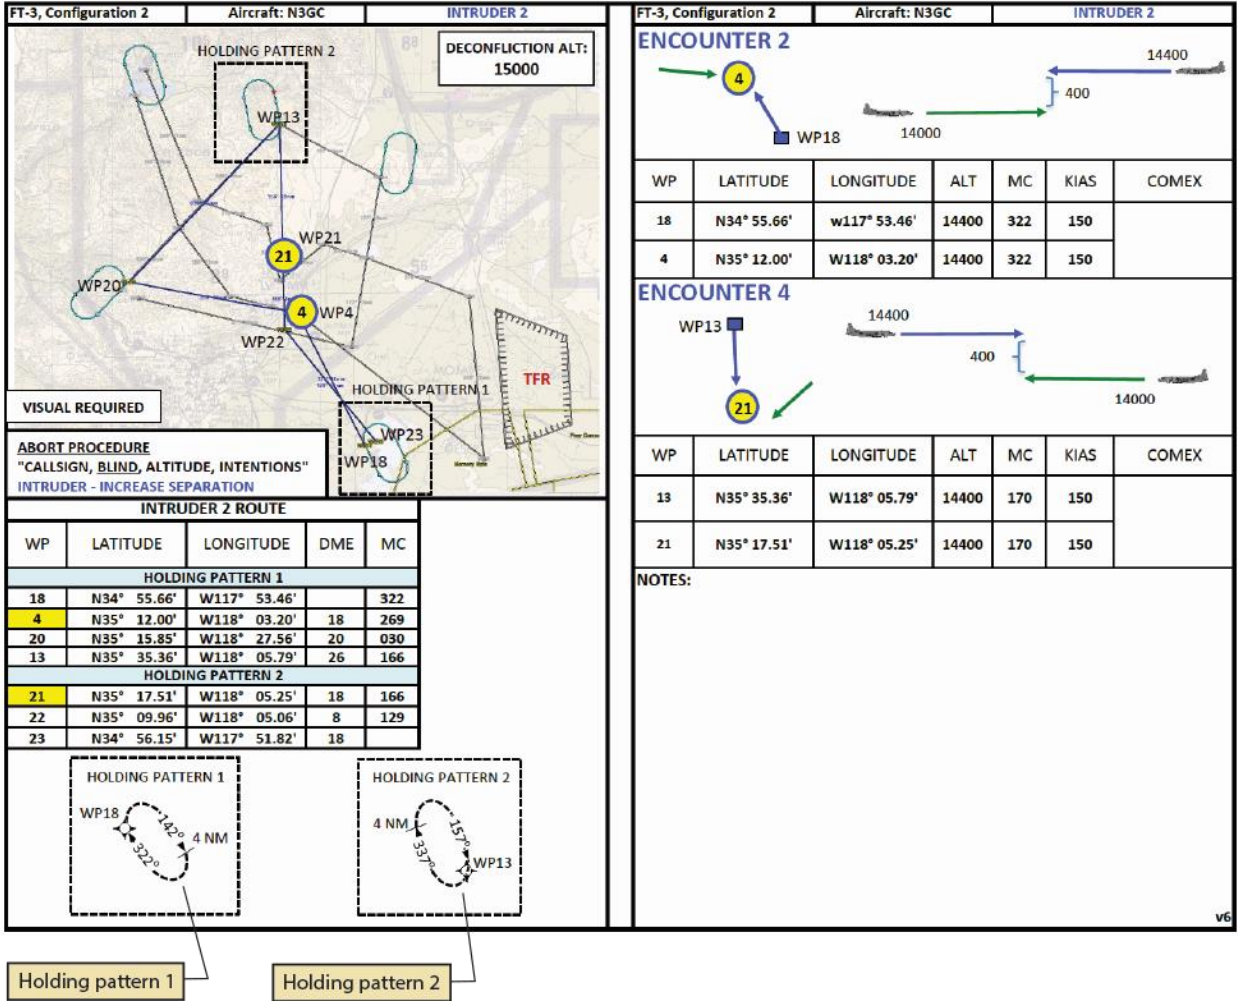 FT-3, Configuration 2 Aircraft: N3GC INTRUDER 2
HOLDING PATTERN 2
DECONFLICTION ALT:
15000
WP13
WP21
21
WP20
4 WP4
WP22
HOLDING PATTERN 1
TFR
VISUAL REQUIRED
WP23
WP18
ABORT PROCEDURE
"CALLSIGN, BLIND, ALTITUDE, INTENTIONS"
INTRUDER - INCREASE SEPARATION
INTRUDER 2 ROUTE
WP LATITUDE LONGITUDE DME MC
HOLDING PATTERN 1
18 N34° 55.66' W117° 53.46' 322
4 N35° 12.00' W118° 03.20' 18 269
20 N35° 15.85' W118° 27.56' 20 030
13 N35° 35.36' W118° 05.79' 26 166
HOLDING PATTERN 2
21 N35° 17.51' W118° 05.25' 18 166
22 N35° 09.96' W118° 05.06' 8 129
23 N34° 56.15' W117° 51.82' 18
HOLDING PATTERN 1
WP18
142°
4 NM
322°
HOLDING PATTERN 2
4 NM
157°
337°
WP13
Holding pattern 1
Holding pattern 2
FT-3, Configuration 2 Aircraft: N3GC INTRUDER 2
ENCOUNTER 2
4
WP18
14400
400
14000
WP LATITUDE LONGITUDE ALT MC KIAS COMEX
18 N34° 55.66' w117° 53.46' 14400 322 150
4 N35° 12.00' W118° 03.20' 14400 322 150
ENCOUNTER 4
WP13
21
14400
400
14000
WP LATITUDE LONGITUDE ALT MC KIAS COMEX
13 N35° 35.36' W118° 05.79' 14400 170 150
21 N35° 17.51' W118° 05.25' 14400 170 150
NOTES:
v6